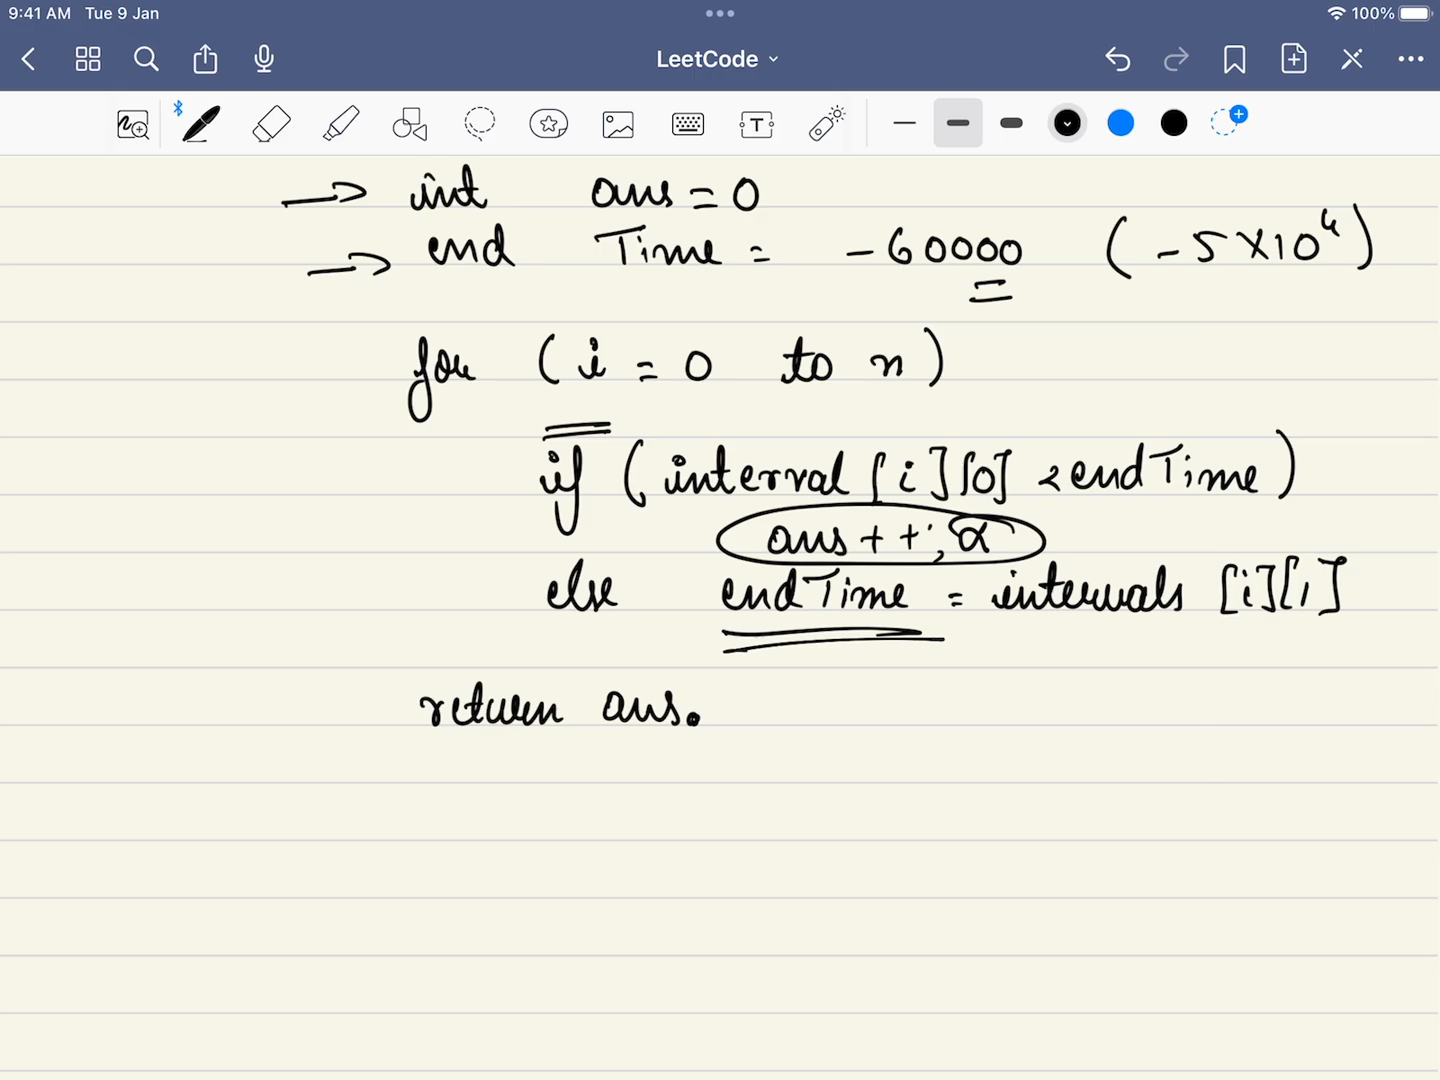 9:41 AM Tue 9 Jan 100%
LeetCode
int ans = 0
end Time = -60000 (-5 X 10⁴)
for (i = 0 to n)
if (interval[i][0] < endTime)
ans++;
else endTime = intervals [i][1]
return ans.